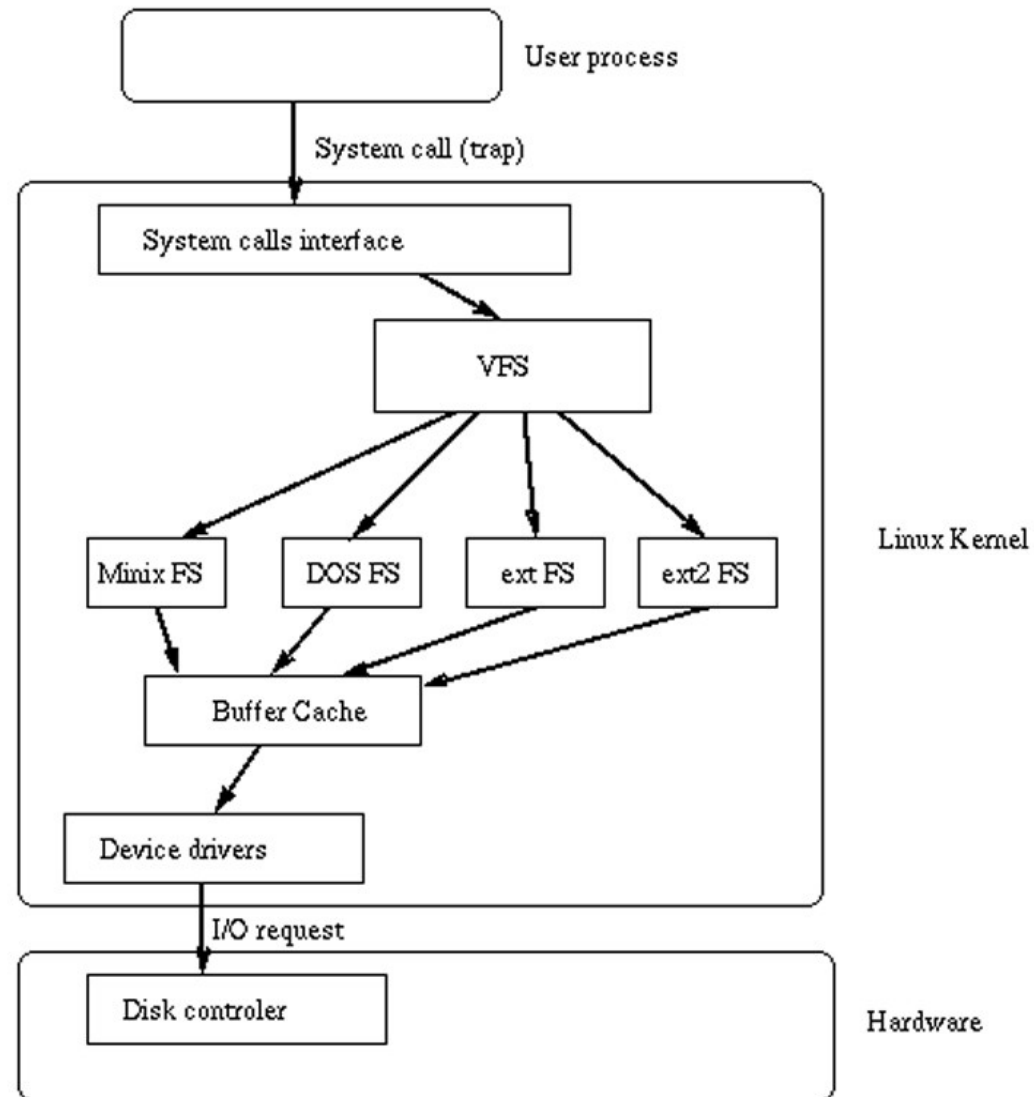 User process
System call (trap)
System calls interface
VFS
Linux Kernel
Minix FS
DOS FS
ext FS
ext2 FS
Buffer Cache
Device drivers
I/O request
Disk controler
Hardware